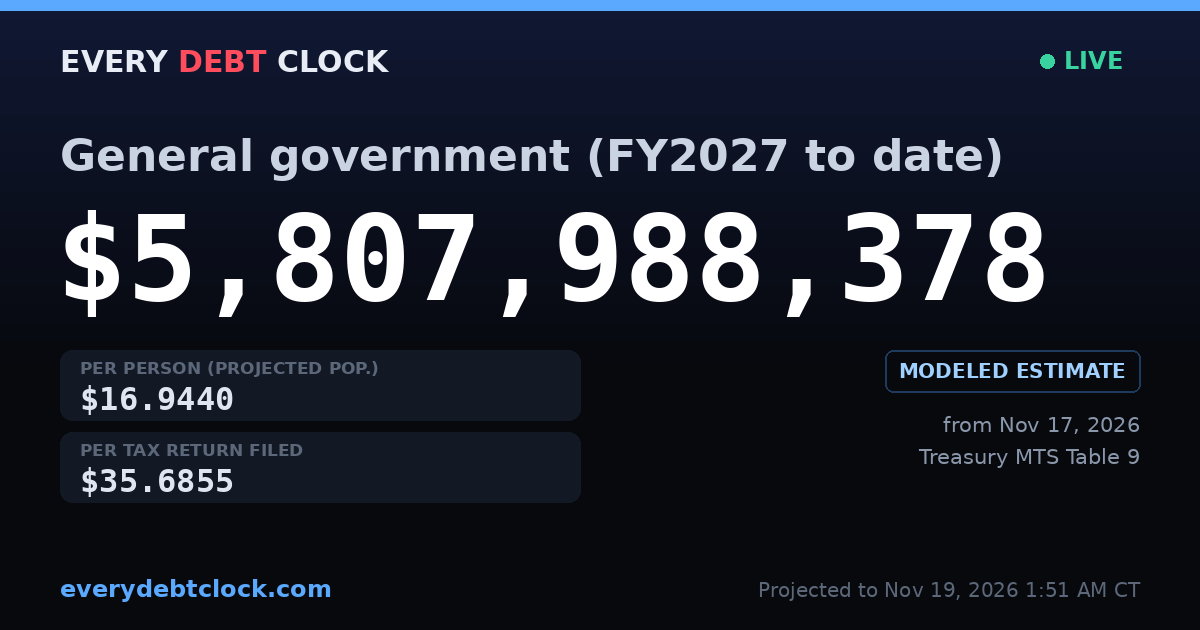 EVERY DEBT CLOCK
LIVE
General government (FY2027 to date)
$5,807,988,378
PER PERSON (PROJECTED POP.)
$16.9440
PER TAX RETURN FILED
$35.6855
MODELED ESTIMATE
from Nov 17, 2026
Treasury MTS Table 9
everydebtclock.com
Projected to Nov 19, 2026 1:51 AM CT